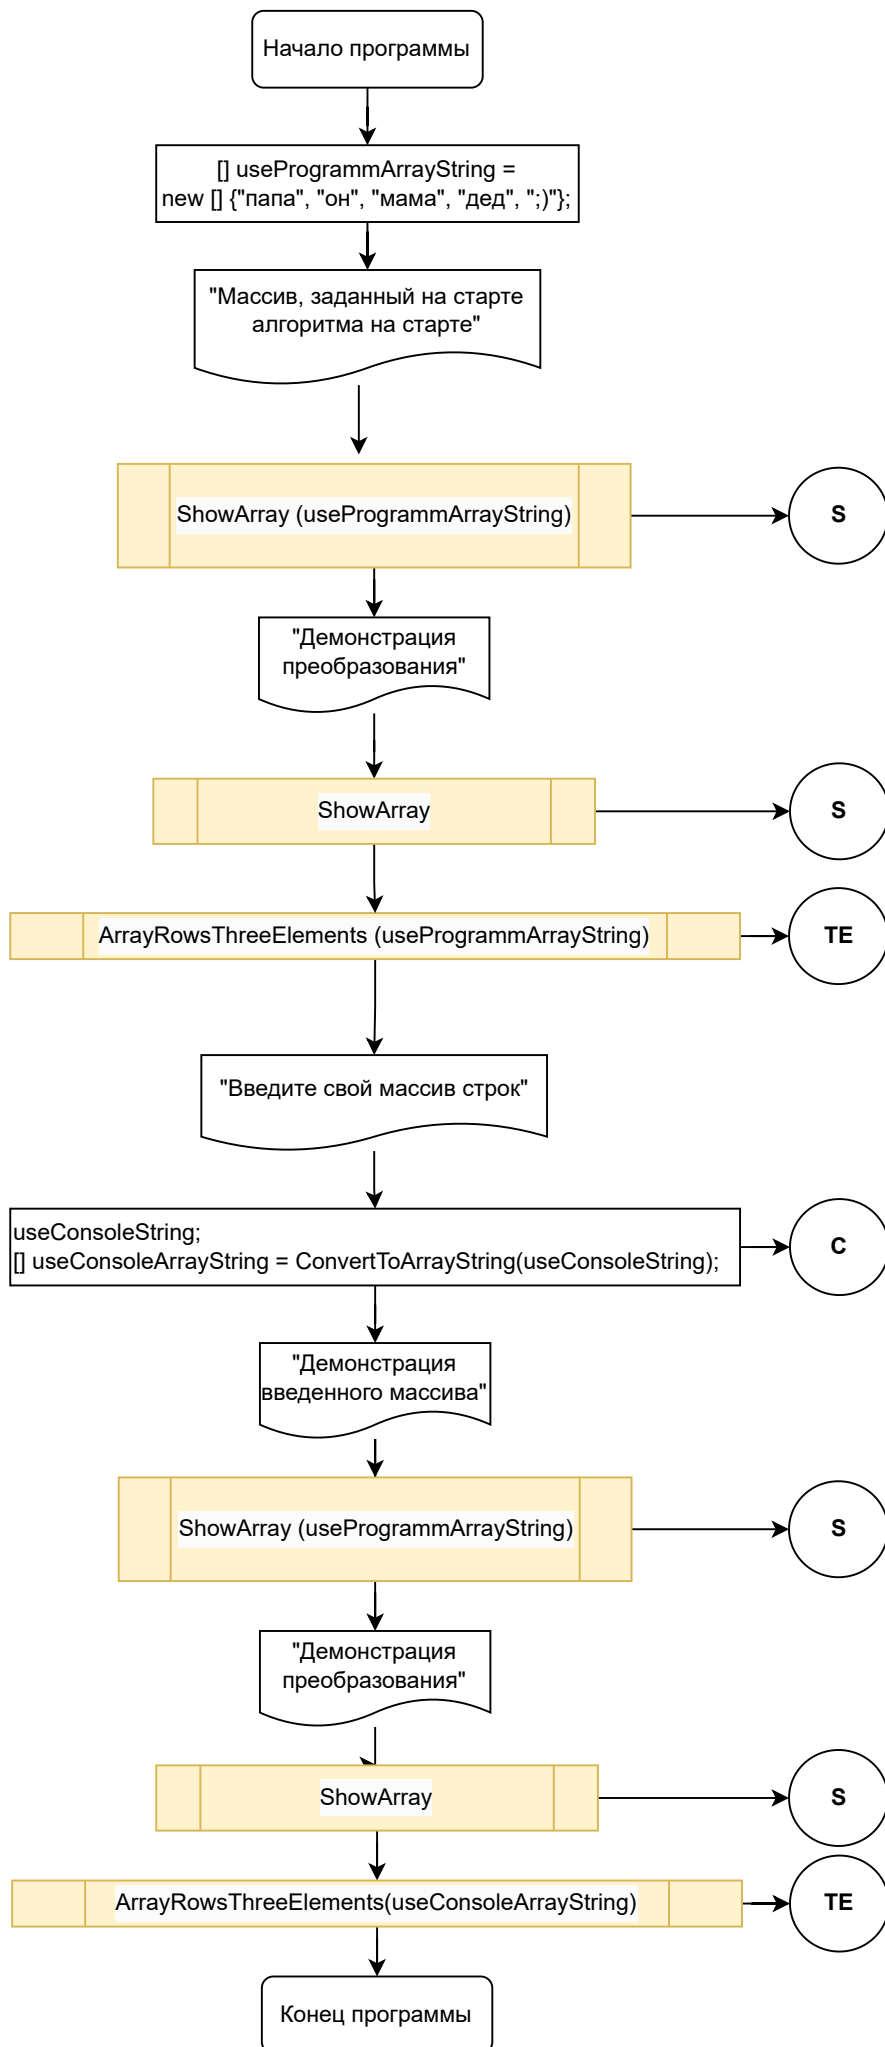 Начало программы
[] useProgrammArrayString =
new [] {"папа", "он", "мама", "дед", ";)"};
"Массив, заданный на старте
алгоритма на старте"
ShowArray (useProgrammArrayString)
S
"Демонстрация
преобразования"
ShowArray
S
ArrayRowsThreeElements (useProgrammArrayString)
TE
"Введите свой массив строк"
useConsoleString;
[] useConsoleArrayString = ConvertToArrayString(useConsoleString);
C
"Демонстрация
введенного массива"
ShowArray (useProgrammArrayString)
S
"Демонстрация
преобразования"
ShowArray
S
ArrayRowsThreeElements(useConsoleArrayString)
TE
Конец программы